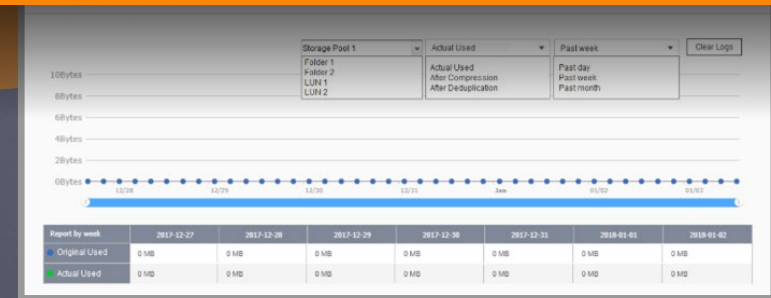 Storage Pool 1 Actual Used Past week Clear Logs
Folder 1 Actual Used Past day
Folder 2 After Compression Past week
LUN 1 After Deduplication Past month
LUN 2
10Bytes
8Bytes
6Bytes
4Bytes
2Bytes
0Bytes
12/28 12/29 12/30 12/31 Jan 01/02 01/03
Report by week 2017-12-27 2017-12-28 2017-12-29 2017-12-30 2017-12-31 2018-01-01 2018-01-02
Original Used 0 MB 0 MB 0 MB 0 MB 0 MB 0 MB 0 MB
Actual Used 0 MB 0 MB 0 MB 0 MB 0 MB 0 MB 0 MB